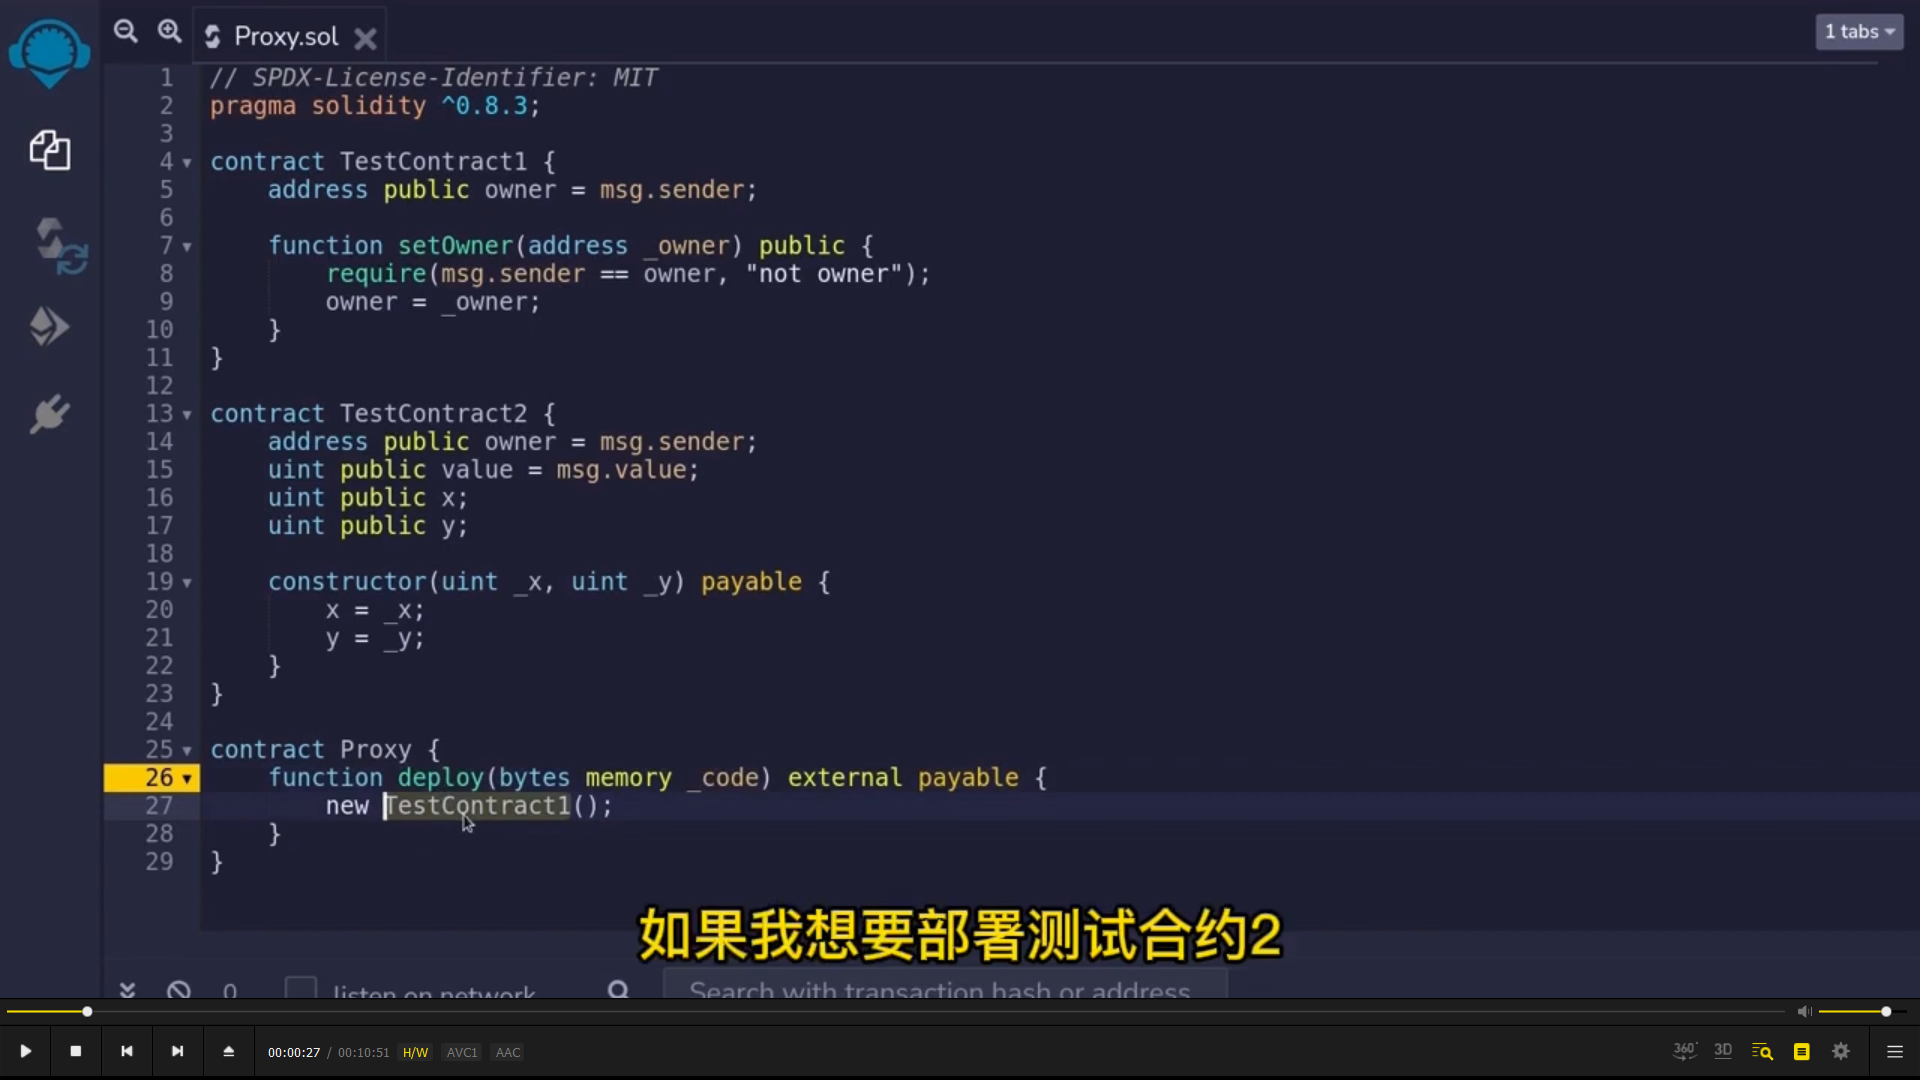 Proxy.sol
1 tabs
1 // SPDX-License-Identifier: MIT
2 pragma solidity ^0.8.3;
3
4 contract TestContract1 {
5 address public owner = msg.sender;
6
7 function setOwner(address _owner) public {
8 require(msg.sender == owner, "not owner");
9 owner = _owner;
10 }
11 }
12
13 contract TestContract2 {
14 address public owner = msg.sender;
15 uint public value = msg.value;
16 uint public x;
17 uint public y;
18
19 constructor(uint _x, uint _y) payable {
20 x = _x;
21 y = _y;
22 }
23 }
24
25 contract Proxy {
26 function deploy(bytes memory _code) external payable {
27 new TestContract1();
28 }
29 }
如果我想要部署测试合约2
0 listen on network Search with transaction hash or address
00:00:27 / 00:10:51 H/W AVC1 AAC 360° 3D